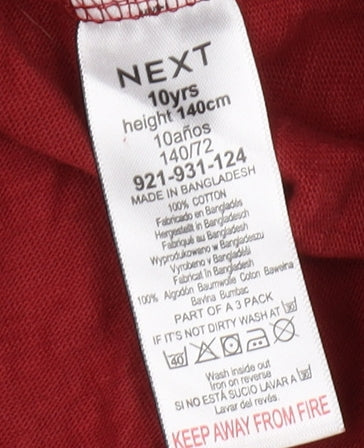 NEXT
10yrs
height 140cm
10años
140/72
921-931-124
MADE IN BANGLADESH
100% COTTON
Fabricado en Bangladés
Hergestellt in Bangladesch
Fabriqué au Bangladesh
Wyprodukowano w Bangladeszu
Vyrobeno v Bangladéši
Fabricat în Bangladesh
100% Algodón Baumwolle Coton Bawełna
Bavlna Bumbac
PART OF A 3 PACK
IF IT'S NOT DIRTY WASH AT
40
Wash inside out
Iron on reverse
SI NO ESTÁ SUCIO LAVAR A
Lavar del revés.
KEEP AWAY FROM FIRE